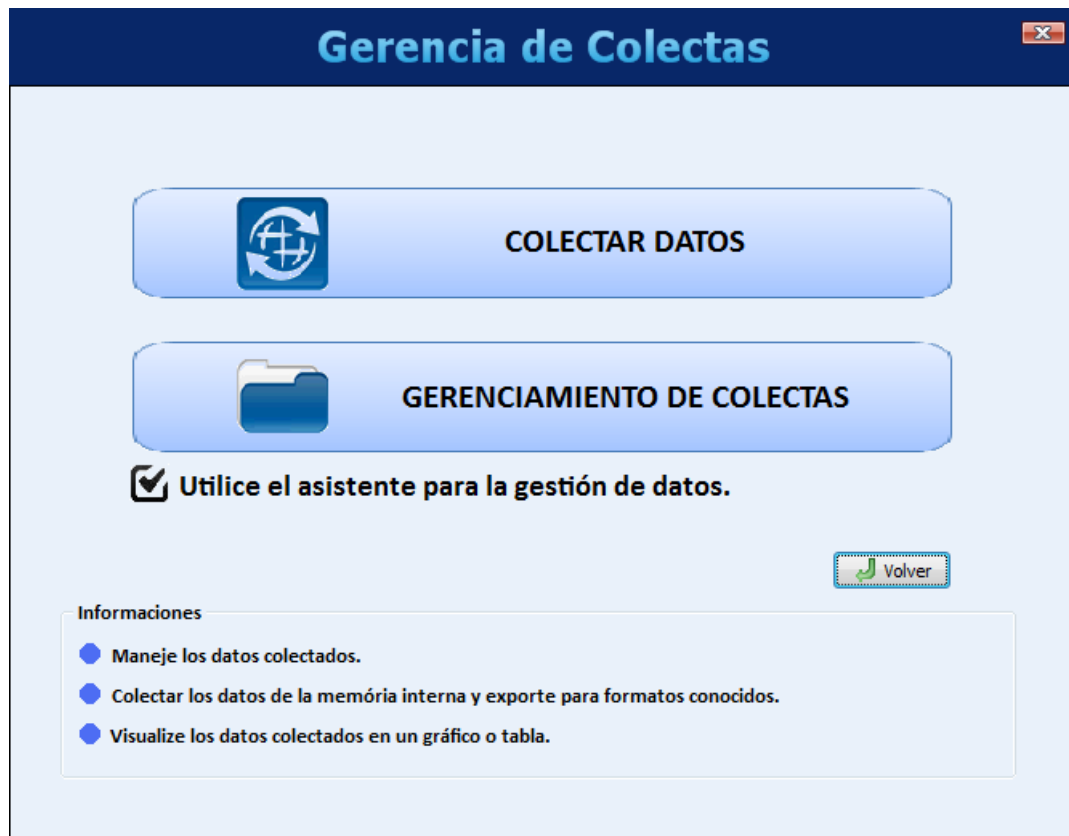 Gerencia de Colectas
COLECTAR DATOS
GERENCIAMIENTO DE COLECTAS
Utilice el asistente para la gestión de datos.
Volver
Informaciones
Maneje los datos colectados.
Colectar los datos de la memória interna y exporte para formatos conocidos.
Visualize los datos colectados en un gráfico o tabla.